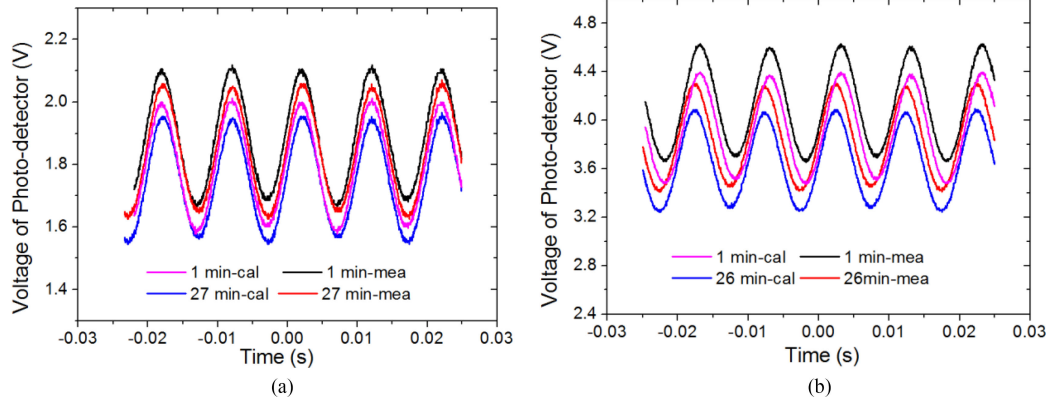 2.2
2.0
1.8
1.6
1.4
Voltage of Photo-detector (V)
1 min-cal
1 min-mea
27 min-cal
27 min-mea
-0.03 -0.02 -0.01 0.00 0.01 0.02 0.03
Time (s)
(a)
4.8
4.4
4.0
3.6
3.2
2.8
2.4
Voltage of Photo-detector (V)
1 min-cal
1 min-mea
26 min-cal
26min-mea
-0.03 -0.02 -0.01 0.00 0.01 0.02 0.03
Time (s)
(b)